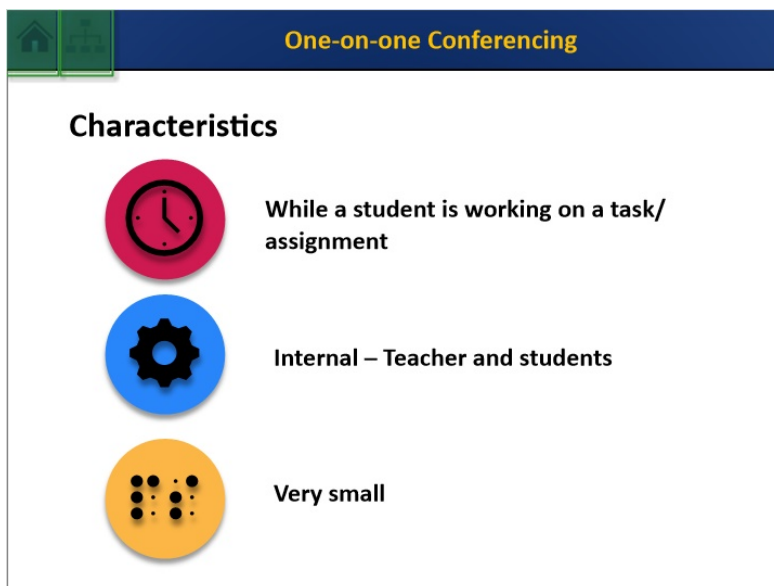 One-on-one Conferencing
Characteristics
While a student is working on a task/
assignment
Internal – Teacher and students
Very small